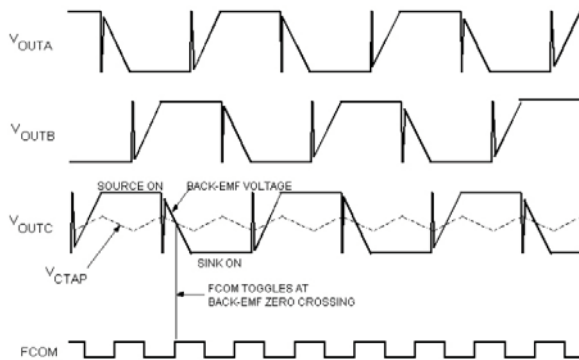 VOUTA
VOUTB
SOURCE ON
BACK-EMF VOLTAGE
VOUTC
VCTAP
SINK ON
FCOM TOGGLES AT
BACK-EMF ZERO CROSSING
FCOM